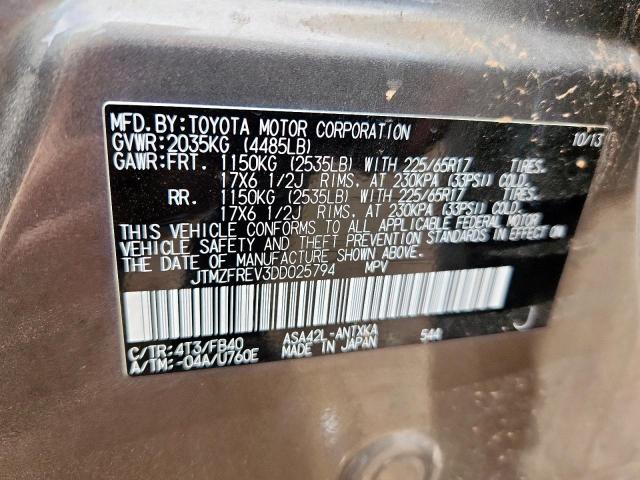 MFD. BY: TOYOTA MOTOR CORPORATION 10/13
GVWR: 2035KG (4485LB)
GAWR: FRT. 1150KG (2535LB) WITH 225/65R17 TIRES.
17X6 1/2J RIMS. AT 230KPA (33PSI) COLD.
RR. 1150KG (2535LB) WITH 225/65R17 TIRES.
17X6 1/2J RIMS. AT 230KPA (33PSI) COLD.
THIS VEHICLE CONFORMS TO ALL APPLICABLE FEDERAL MOTOR
VEHICLE SAFETY AND THEFT PREVENTION STANDARDS IN EFFECT ON
THE DATE OF MANUFACTURE SHOWN ABOVE.
JTMZFREV3DD025794 MPV
J
C/TR: 4T3/FB40 ASA42L-ANTXKA 544
A/TM: -04A/U760E MADE IN JAPAN